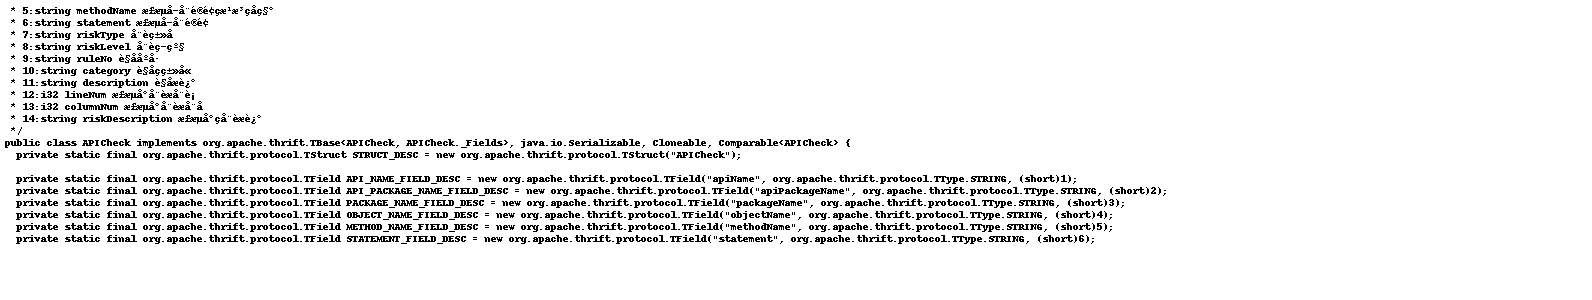 * 5:string methodName æ£æµå­å¨é®é¢çæ¹æ³çåç§°
* 6:string statement æ£æµå­å¨é®é¢
* 7:string riskType å¨è¯ç±»å
* 8:string riskLevel å¨è¯ç­çº§
* 9:string ruleNo è§ååºå·
* 10:string category è§åç±»å«
* 11:string description è§åæè¿°
* 12:i32 lineNum æ£æµå°å¨èæå¨è¡
* 13:i32 columnNum æ£æµå°å¨èæå¨å
* 14:string riskDescription æ£æµå°çå¨èæè¿°
*/
public class APICheck implements org.apache.thrift.TBase<APICheck, APICheck._Fields>, java.io.Serializable, Cloneable, Comparable<APICheck> {
private static final org.apache.thrift.protocol.TStruct STRUCT_DESC = new org.apache.thrift.protocol.TStruct("APICheck");
private static final org.apache.thrift.protocol.TField API_NAME_FIELD_DESC = new org.apache.thrift.protocol.TField("apiName", org.apache.thrift.protocol.TType.STRING, (short)1);
private static final org.apache.thrift.protocol.TField API_PACKAGE_NAME_FIELD_DESC = new org.apache.thrift.protocol.TField("apiPackageName", org.apache.thrift.protocol.TType.STRING, (short)2);
private static final org.apache.thrift.protocol.TField PACKAGE_NAME_FIELD_DESC = new org.apache.thrift.protocol.TField("packageName", org.apache.thrift.protocol.TType.STRING, (short)3);
private static final org.apache.thrift.protocol.TField OBJECT_NAME_FIELD_DESC = new org.apache.thrift.protocol.TField("objectName", org.apache.thrift.protocol.TType.STRING, (short)4);
private static final org.apache.thrift.protocol.TField METHOD_NAME_FIELD_DESC = new org.apache.thrift.protocol.TField("methodName", org.apache.thrift.protocol.TType.STRING, (short)5);
private static final org.apache.thrift.protocol.TField STATEMENT_FIELD_DESC = new org.apache.thrift.protocol.TField("statement", org.apache.thrift.protocol.TType.STRING, (short)6);